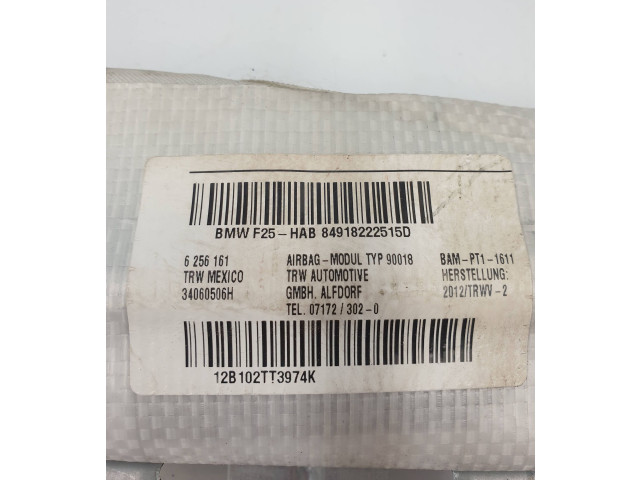 BMW F25-HAB 84918222515D
6 256 161 AIRBAG-MODUL TYP 90018 BAM-PT1-1611
TRW MEXICO TRW AUTOMOTIVE HERSTELLUNG:
34060506H GMBH. ALFDORF 2012/TRWV-2
TEL. 07172/302-0
12B102TT3974K